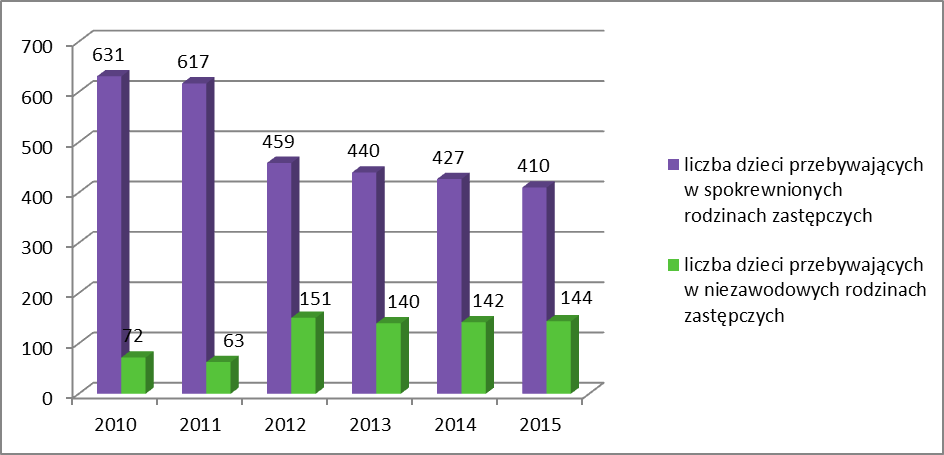 700
600
500
400
300
200
100
0
631
617
459
440
427
410
72
63
151
140
142
144
2010 2011 2012 2013 2014 2015
liczba dzieci przebywających
w spokrewnionych
rodzinach zastępczych
liczba dzieci przebywających
w niezawodowych rodzinach
zastępczych